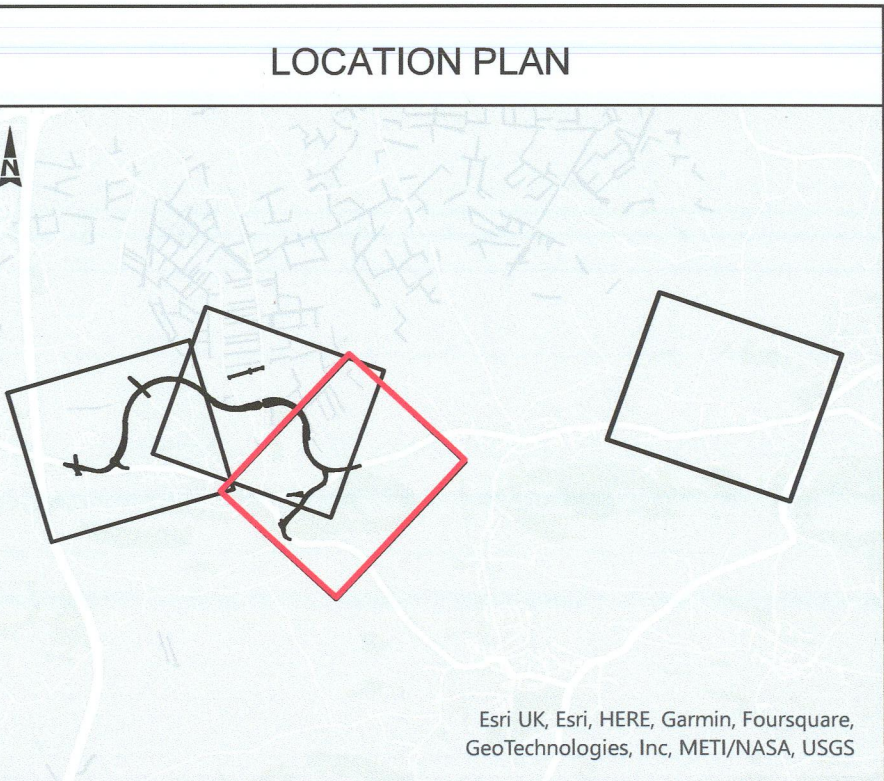 LOCATION PLAN
N
Esri UK, Esri, HERE, Garmin, Foursquare,
GeoTechnologies, Inc, METI/NASA, USGS